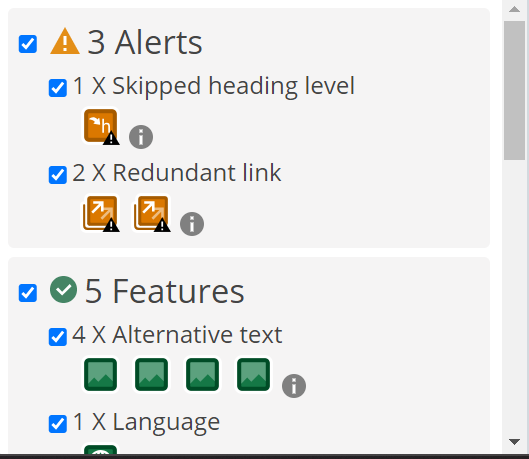 3 Alerts
1 X Skipped heading level
h
2 X Redundant link
5 Features
4 X Alternative text
1 X Language